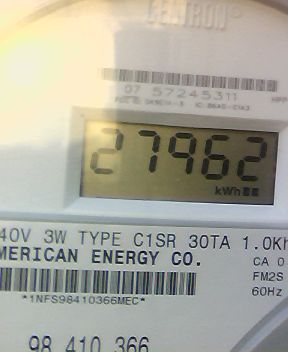 CENTRON®
07 57245311
27962
kWh
40V 3W TYPE C1SR 30TA 1.0Kh
MERICAN ENERGY CO.
CA 0
FM2S
*1NFS98410366MEC*
60Hz
98 410 366